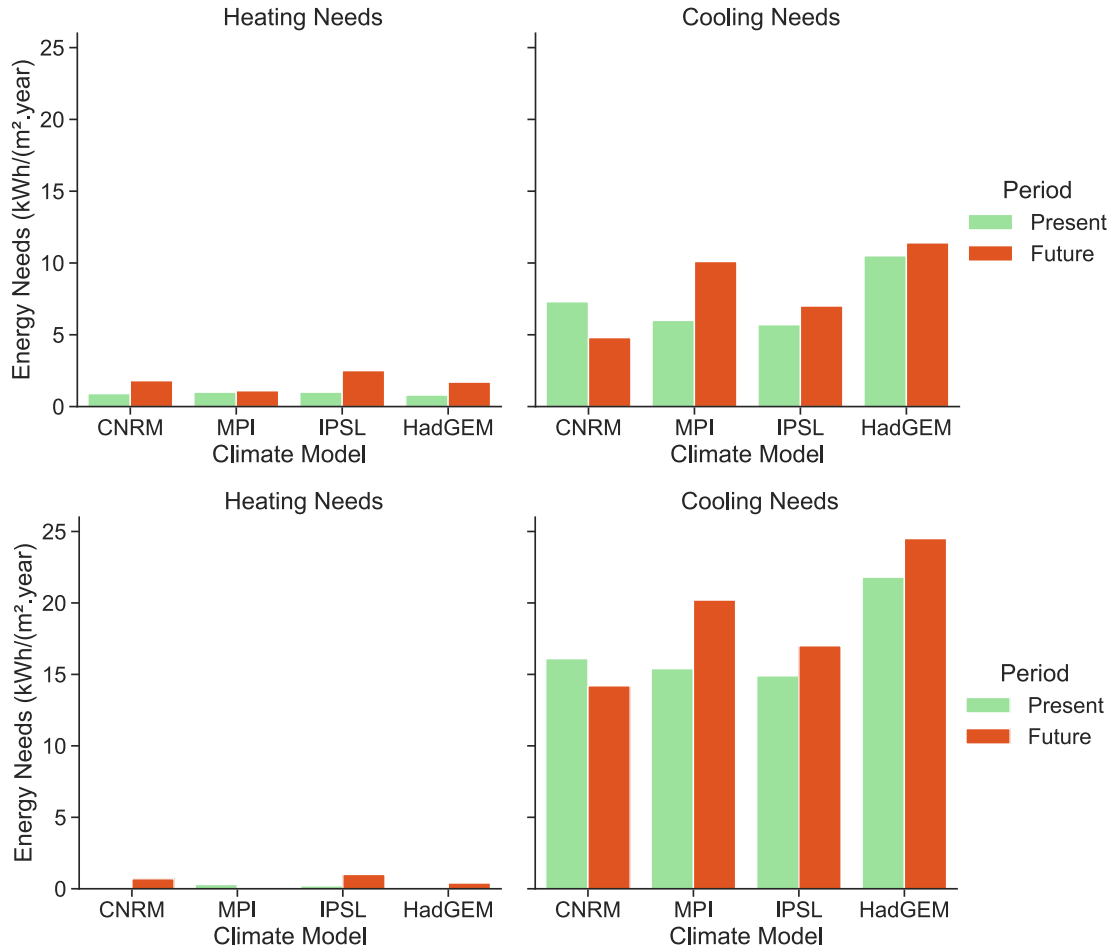 Heating Needs
Cooling Needs
Energy Needs (kWh/(m².year)
25
20
15
10
5
0
CNRM MPI IPSL HadGEM
Climate Model
CNRM MPI IPSL HadGEM
Climate Model
Period
Present
Future
Heating Needs
Cooling Needs
Energy Needs (kWh/(m².year)
25
20
15
10
5
0
CNRM MPI IPSL HadGEM
Climate Model
CNRM MPI IPSL HadGEM
Climate Model
Period
Present
Future